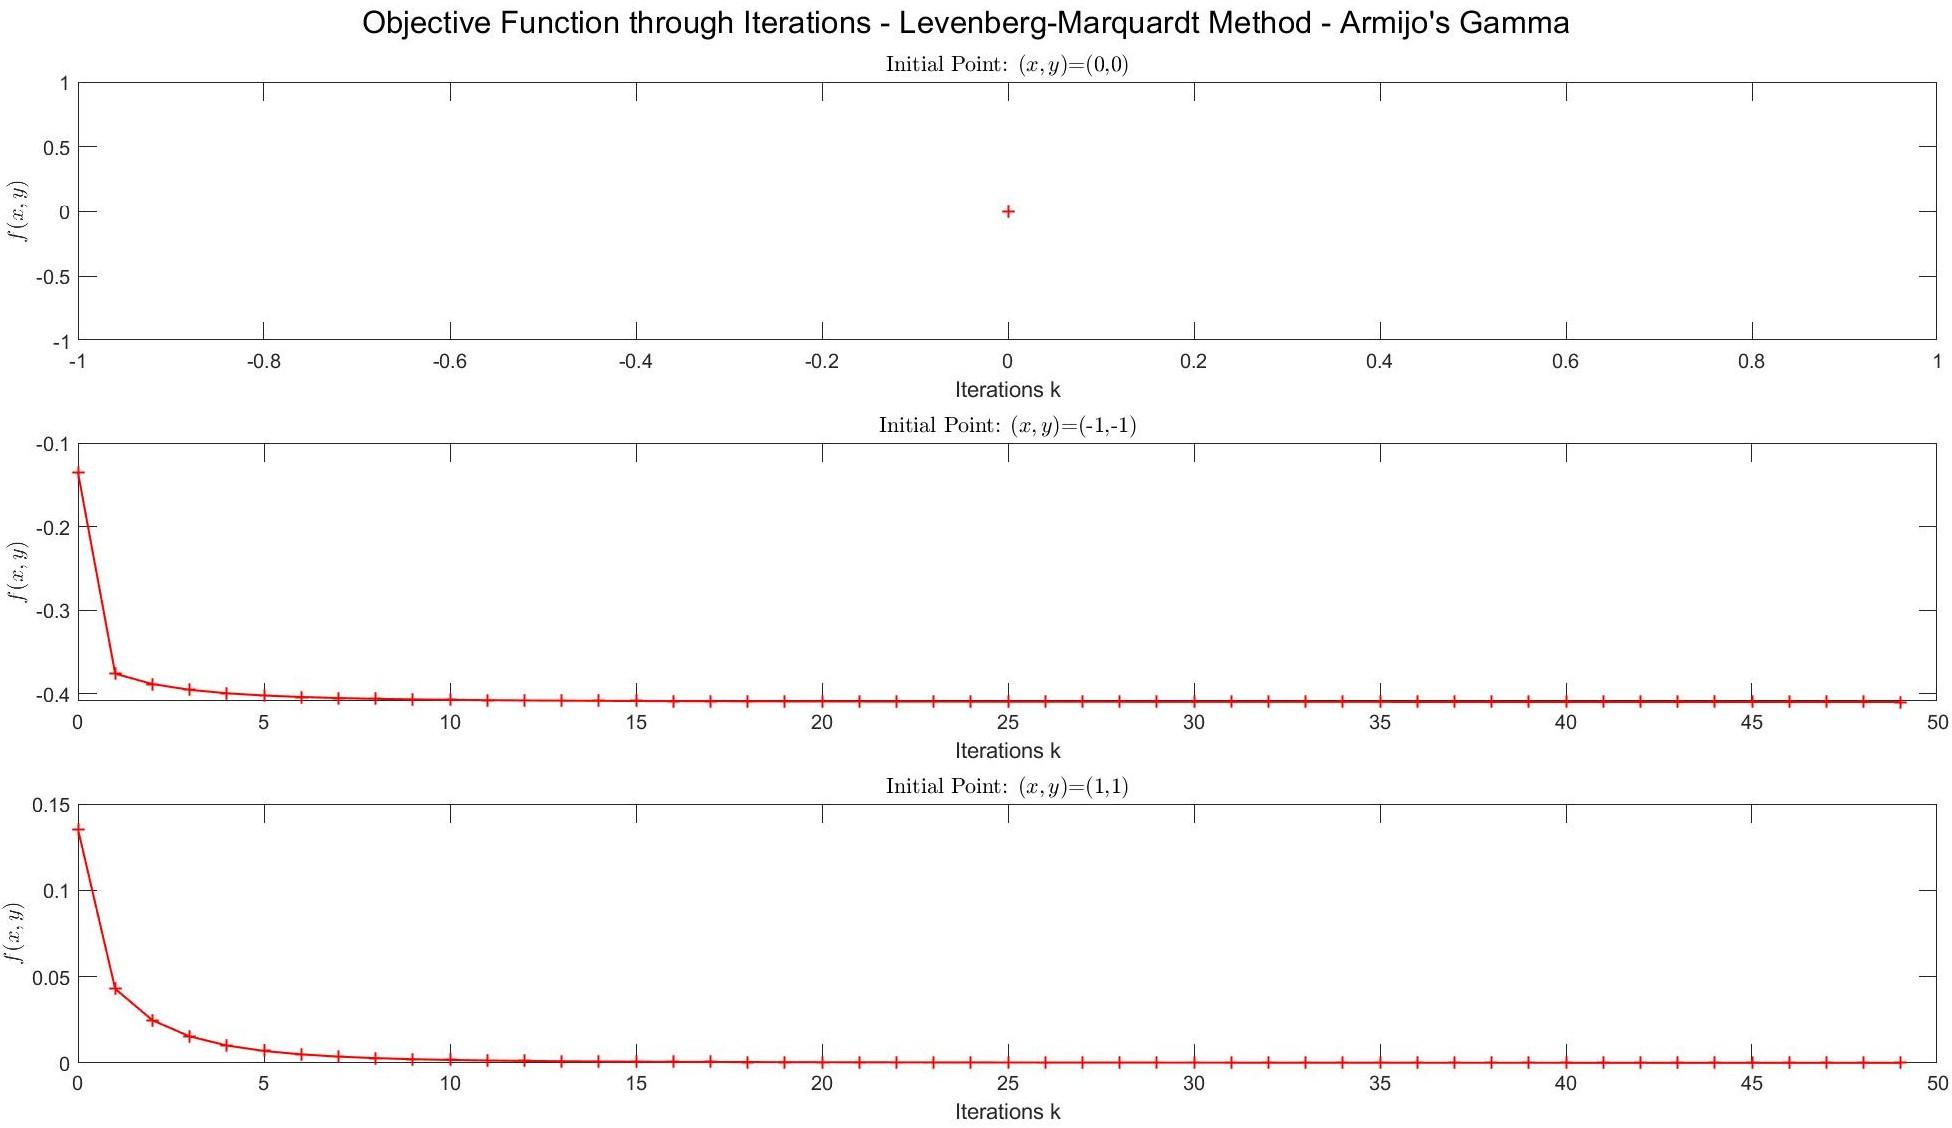 Objective Function through Iterations - Levenberg-Marquardt Method - Armijo's Gamma
Initial Point: (x, y)=(0,0)
1
0.5
0
-0.5
-1
f(x, y)
-1 -0.8 -0.6 -0.4 -0.2 0 0.2 0.4 0.6 0.8 1
Iterations k
Initial Point: (x, y)=(-1,-1)
-0.1
-0.2
-0.3
-0.4
f(x, y)
0 5 10 15 20 25 30 35 40 45 50
Iterations k
Initial Point: (x, y)=(1,1)
0.15
0.1
0.05
0
f(x, y)
0 5 10 15 20 25 30 35 40 45 50
Iterations k